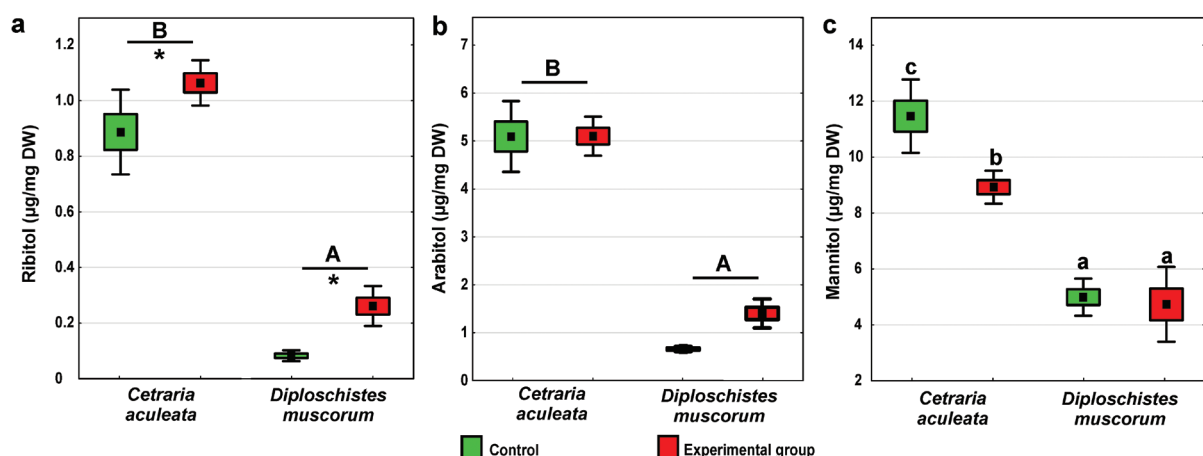 a
B
*
A
*
Ribitol (µg/mg DW)
1.2
1.0
0.8
0.6
0.4
0.2
0
Cetraria
aculeata
Diploschistes
muscorum
b
B
A
Arabitol (µg/mg DW)
7
6
5
4
3
2
1
0
Cetraria
aculeata
Diploschistes
muscorum
c
c
b
a
a
Mannitol (µg/mg DW)
14
12
10
8
6
4
2
Cetraria
aculeata
Diploschistes
muscorum
Control
Experimental group